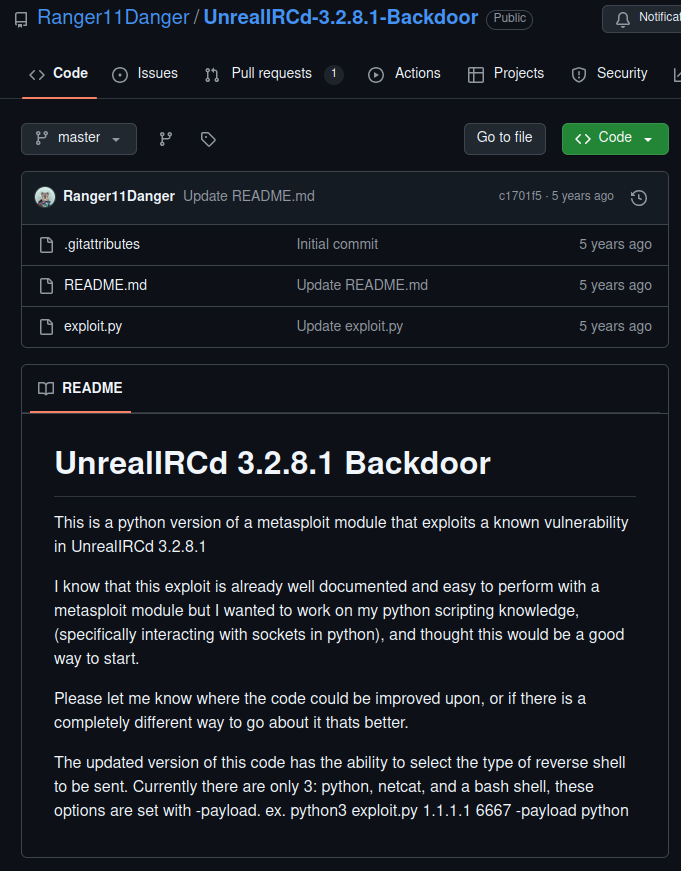 Ranger11Danger / UnrealIRCd-3.2.8.1-Backdoor Public
Code Issues Pull requests 1 Actions Projects Security
master Go to file Code
Ranger11Danger Update README.md c1701f5 · 5 years ago
.gitattributes Initial commit 5 years ago
README.md Update README.md 5 years ago
exploit.py Update exploit.py 5 years ago
README
UnrealIRCd 3.2.8.1 Backdoor
This is a python version of a metasploit module that exploits a known vulnerability
in UnrealIRCd 3.2.8.1
I know that this exploit is already well documented and easy to perform with a
metasploit module but I wanted to work on my python scripting knowledge,
(specifically interacting with sockets in python), and thought this would be a good
way to start.
Please let me know where the code could be improved upon, or if there is a
completely different way to go about it thats better.
The updated version of this code has the ability to select the type of reverse shell
to be sent. Currently there are only 3: python, netcat, and a bash shell, these
options are set with -payload. ex. python3 exploit.py 1.1.1.1 6667 -payload python